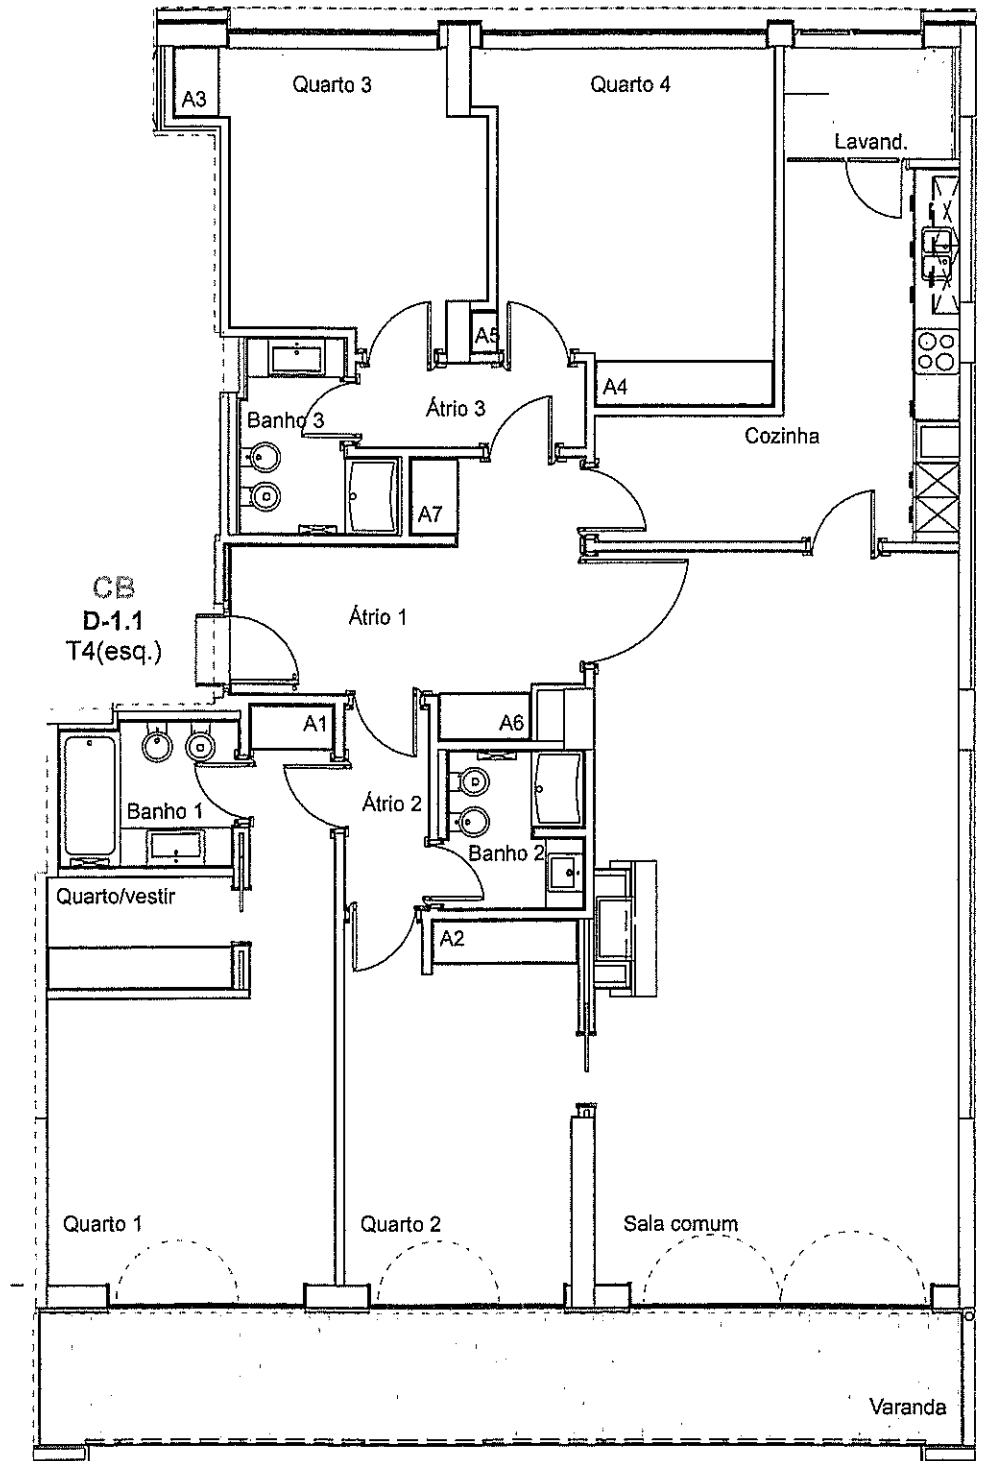 Quarto 3
Quarto 4
A3
Lavand.
A5
A4
Banho 3
Átrio 3
Cozinha
A7
CB
D-1.1
T4(esq.)
Átrio 1
A1
A6
Banho 1
Átrio 2
Banho 2
Quarto/vestir
A2
Quarto 1
Quarto 2
Sala comum
Varanda